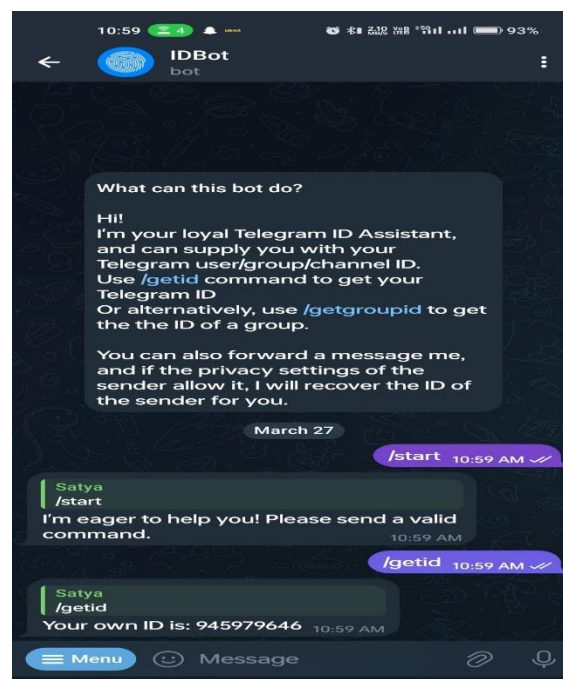 10:59 4 93%
IDBot
bot
What can this bot do?
Hi!
I'm your loyal Telegram ID Assistant,
and can supply you with your
Telegram user/group/channel ID.
Use /getid command to get your
Telegram ID
Or alternatively, use /getgroupid to get
the the ID of a group.
You can also forward a message me,
and if the privacy settings of the
sender allow it, I will recover the ID of
the sender for you.
March 27
/start 10:59 AM
Satya
/start
I'm eager to help you! Please send a valid
command. 10:59 AM
/getid 10:59 AM
Satya
/getid
Your own ID is: 945979646 10:59 AM
Menu Message